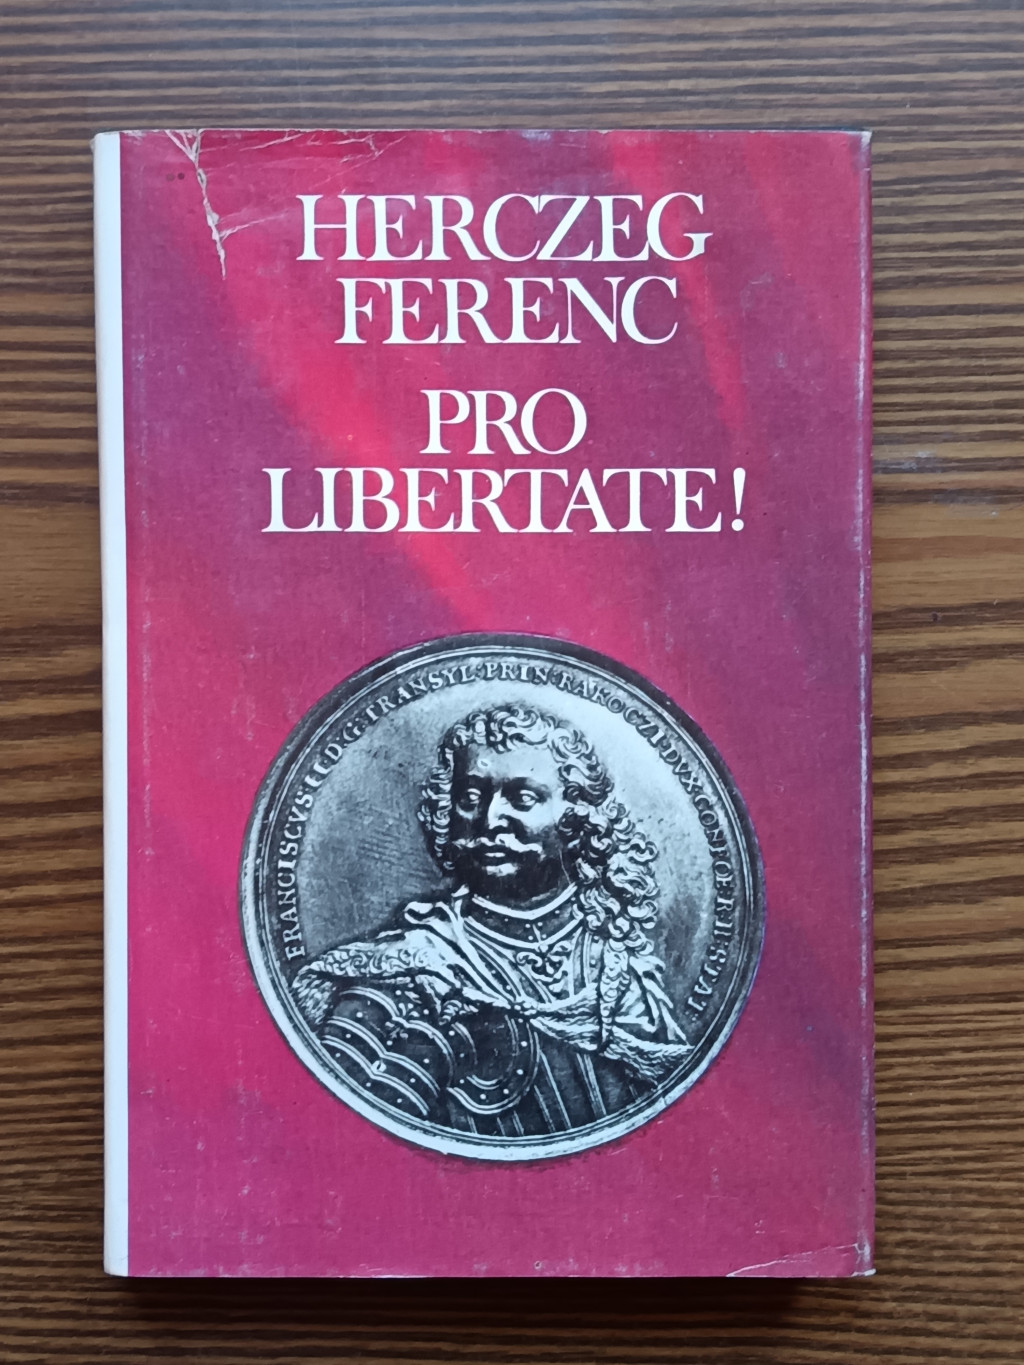 HERCZEG
FERENC
PRO
LIBERTATE!
FRANCISCVS·II·D·G·TRANSYL·PRIN·RAKOCZI·DVX·CONFOE·R·H·STAT